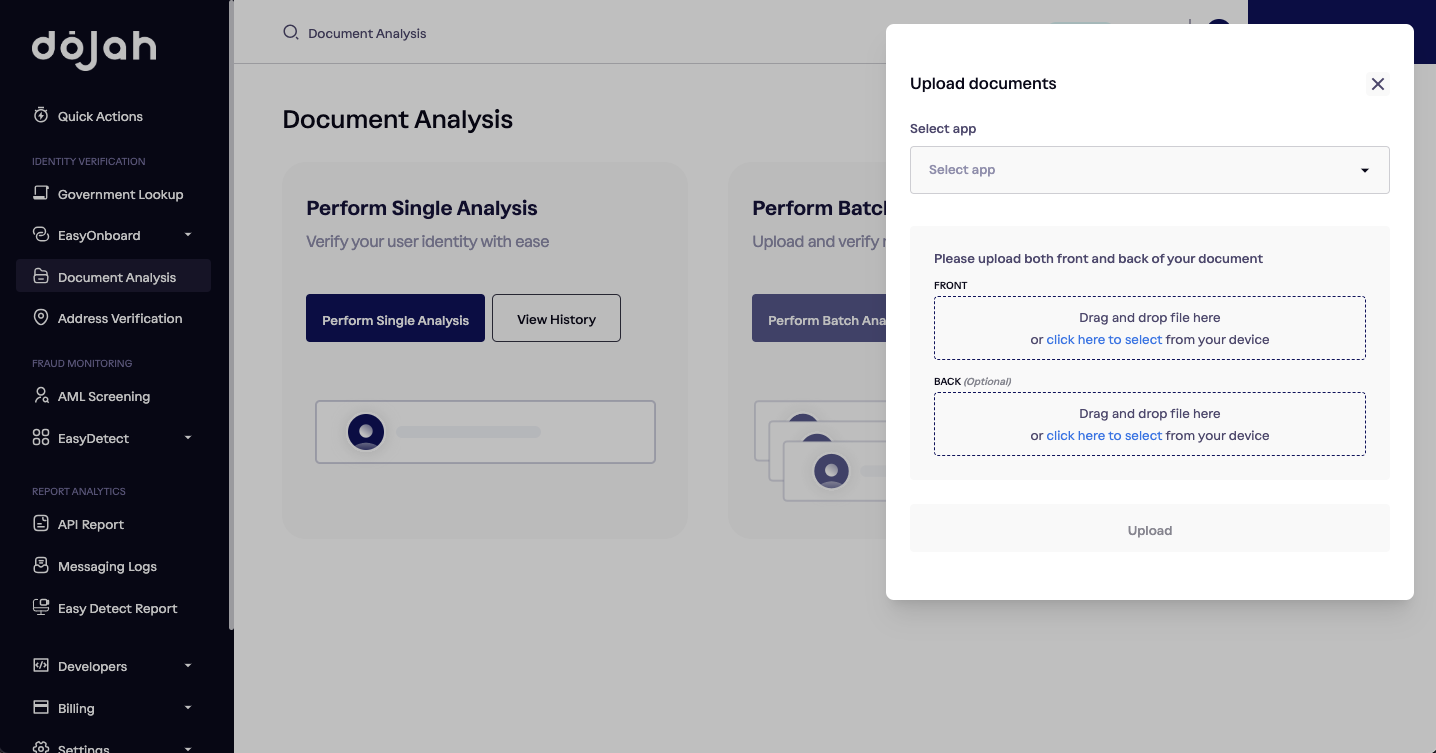 dojah
Quick Actions
IDENTITY VERIFICATION
Government Lookup
EasyOnboard
Document Analysis
Address Verification
FRAUD MONITORING
AML Screening
EasyDetect
REPORT ANALYTICS
API Report
Messaging Logs
Easy Detect Report
Developers
Billing
Settings
Document Analysis
Document Analysis
Perform Single Analysis
Verify your user identity with ease
Perform Single Analysis
View History
Perform Batch
Upload and verify
Perform Batch Ana
Upload documents
Select app
Select app
Please upload both front and back of your document
FRONT
Drag and drop file here
or click here to select from your device
BACK (Optional)
Drag and drop file here
or click here to select from your device
Upload